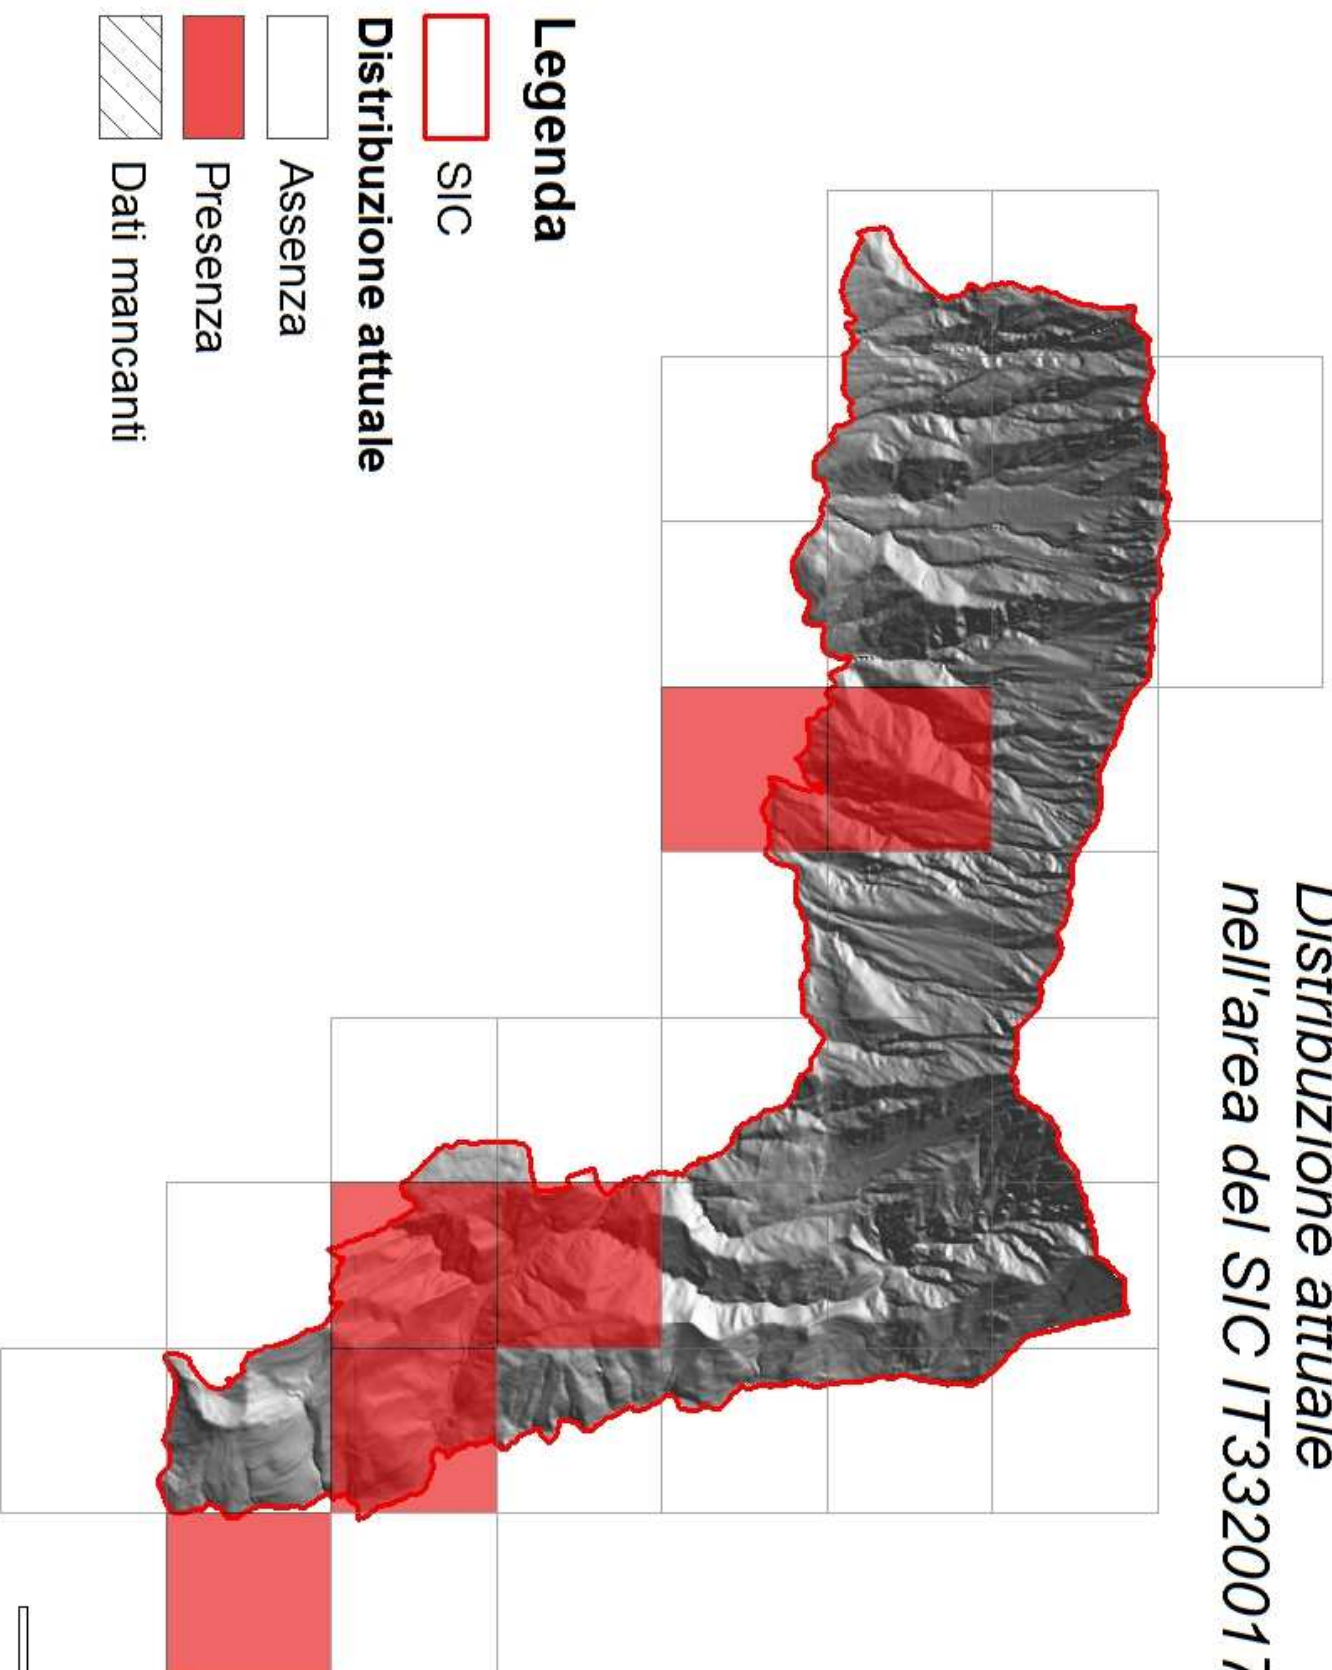 Distribuzione attuale
nell'area del SIC IT332001
Legenda
SIC
Distribuzione attuale
Assenza
Presenza
Dati mancanti